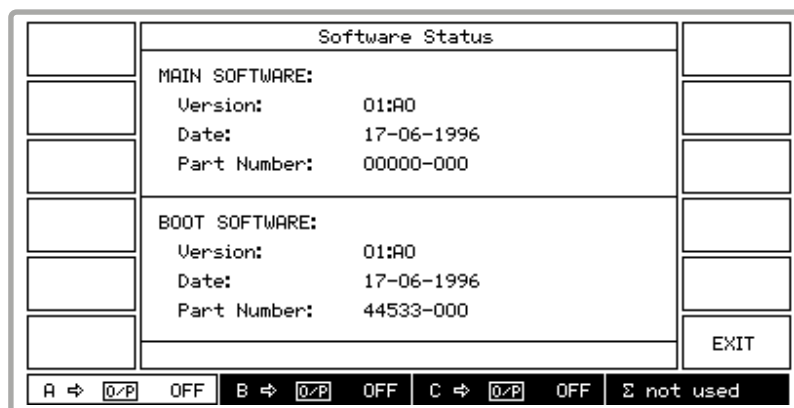 Software Status
MAIN SOFTWARE:
Version: 01:A0
Date: 17-06-1996
Part Number: 00000-000
BOOT SOFTWARE:
Version: 01:A0
Date: 17-06-1996
Part Number: 44533-000
EXIT
A ⇨ O/P OFF B ⇨ O/P OFF C ⇨ O/P OFF Σ not used